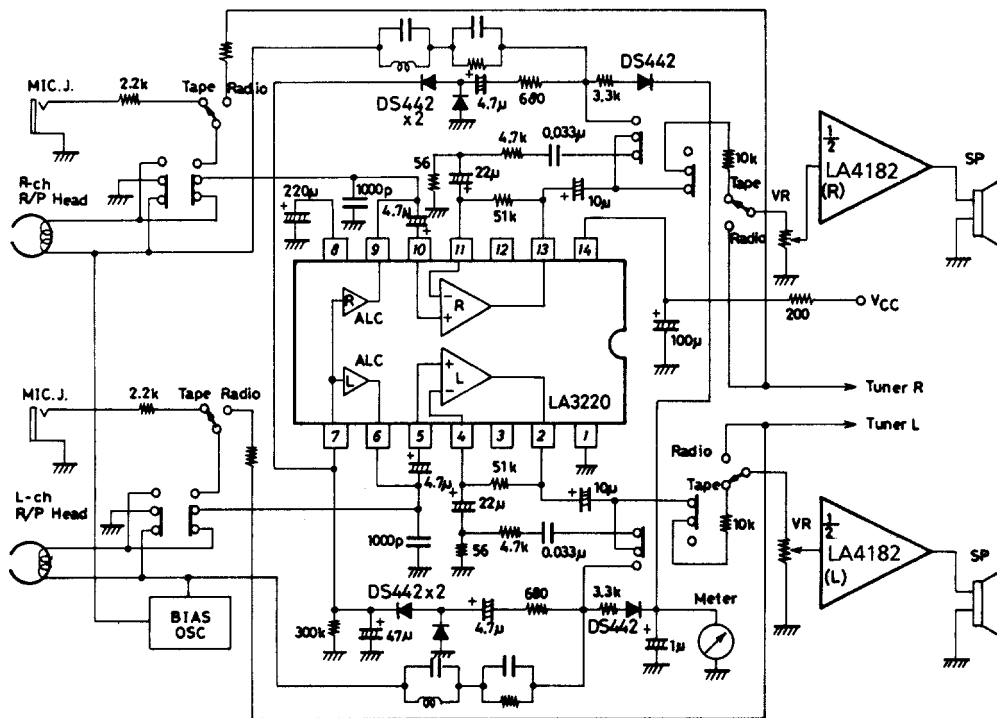 MIC.J.
2.2k
Tape
Radio
DS442
x2
4.7µ
+
680
3.3k
DS442
R-ch
R/P Head
220µ
+
1000p
4.7µ
+
56
22µ
+
4.7k
0.033µ
51k
+
10µ
10k
Tape
Radio
VR
1/2
LA4182
(R)
SP
8
9
10
11
12
13
14
R
ALC
-
+
R
ALC
L
+
-
L
LA3220
+
100µ
200
VCC
Tuner R
Tuner L
7
6
5
4
3
2
1
MIC.J.
2.2k
Tape
Radio
L-ch
R/P Head
BIAS
OSC
+
4.7µ
1000p
+
22µ
56
51k
4.7k
0.033µ
+
10µ
Radio
Tape
10k
VR
1/2
LA4182
(L)
SP
300k
+
47µ
DS442 x2
+
4.7µ
680
3.3k
DS442
+
1µ
Meter